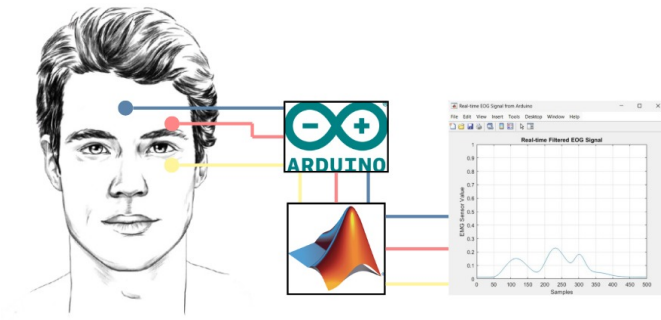 ARDUINO
Real-time EOG Signal from Arduino
File Edit View Insert Tools Desktop Window Help
Real-time Filtered EOG Signal
EMG Sensor Value
1
0.9
0.8
0.7
0.6
0.5
0.4
0.3
0.2
0.1
0
0 50 100 150 200 250 300 350 400 450 500
Samples